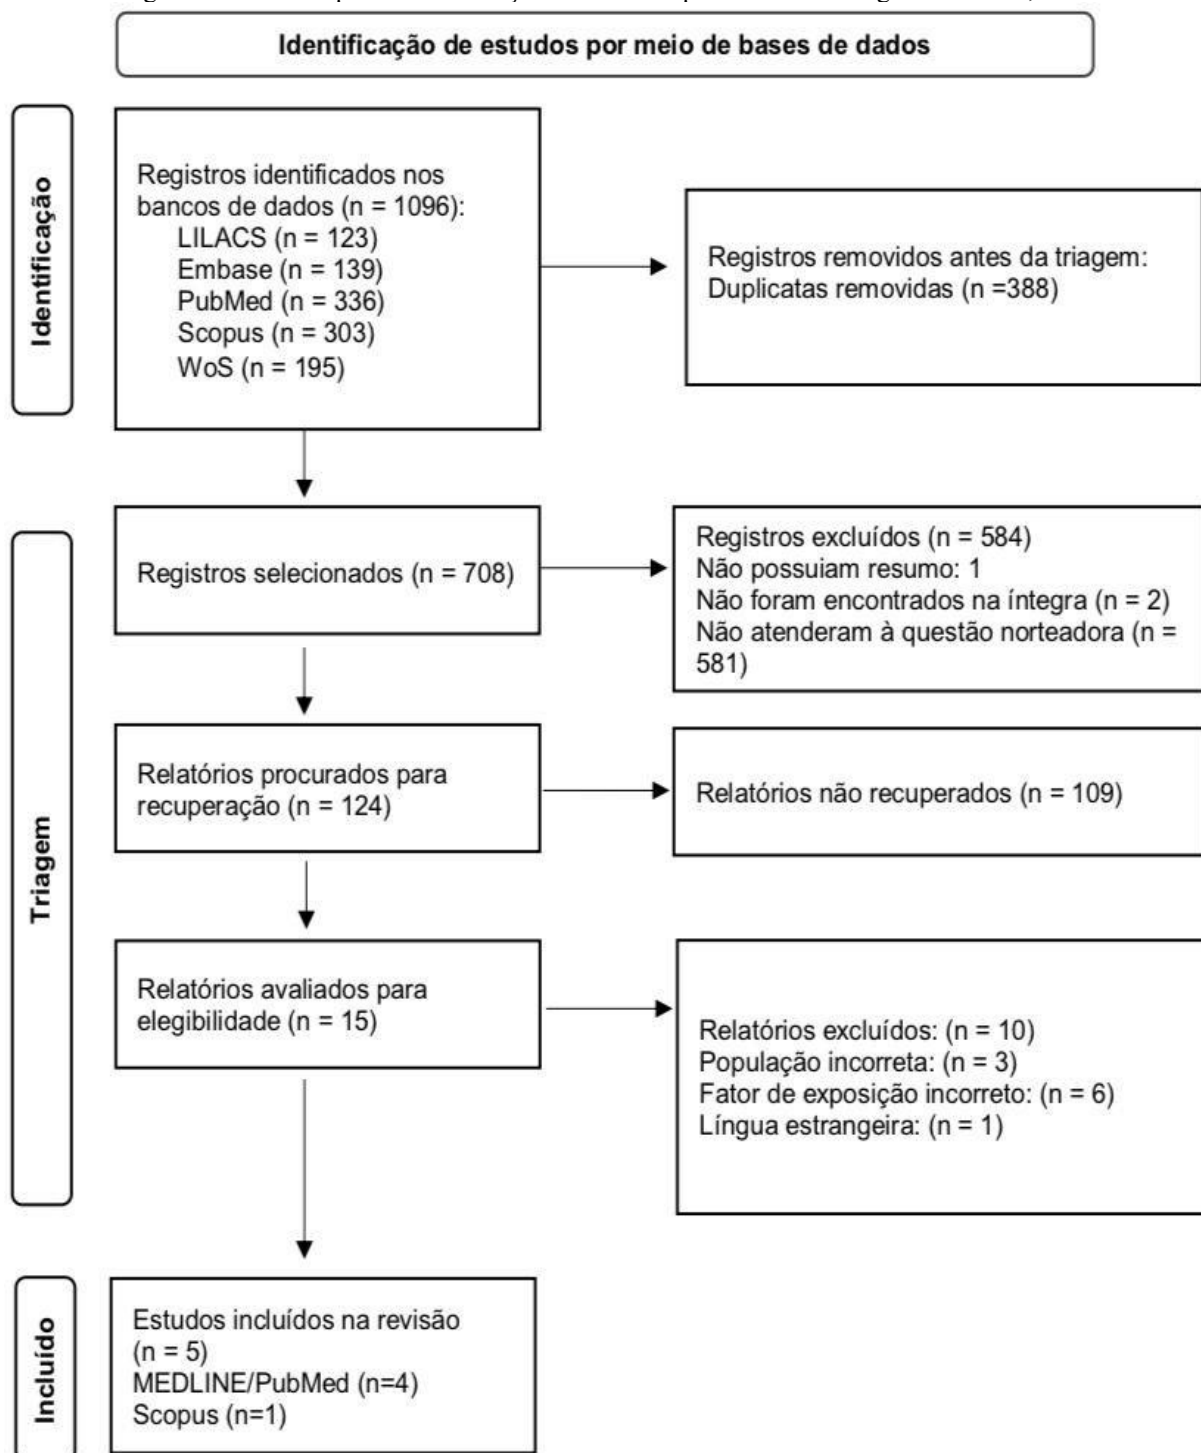 Identificação de estudos por meio de bases de dados
Identificação
Registros identificados nos
bancos de dados (n = 1096):
LILACS (n = 123)
Embase (n = 139)
PubMed (n = 336)
Scopus (n = 303)
WoS (n = 195)
Registros removidos antes da triagem:
Duplicatas removidas (n =388)
Triagem
Registros selecionados (n = 708)
Registros excluídos (n = 584)
Não possuiam resumo: 1
Não foram encontrados na íntegra (n = 2)
Não atenderam à questão norteadora (n =
581)
Relatórios procurados para
recuperação (n = 124)
Relatórios não recuperados (n = 109)
Relatórios avaliados para
elegibilidade (n = 15)
Relatórios excluídos: (n = 10)
População incorreta: (n = 3)
Fator de exposição incorreto: (n = 6)
Língua estrangeira: (n = 1)
Incluído
Estudos incluídos na revisão
(n = 5)
MEDLINE/PubMed (n=4)
Scopus (n=1)